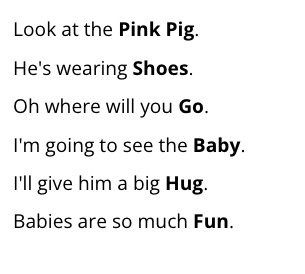 Look at the Pink Pig.
He's wearing Shoes.
Oh where will you Go.
I'm going to see the Baby.
I'll give him a big Hug.
Babies are so much Fun.